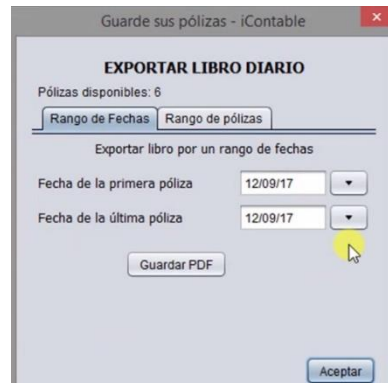 Guarde sus pólizas - iContable
EXPORTAR LIBRO DIARIO
Pólizas disponibles: 6
Rango de Fechas Rango de pólizas
Exportar libro por un rango de fechas
Fecha de la primera póliza 12/09/17
Fecha de la última póliza 12/09/17
Guardar PDF
Aceptar